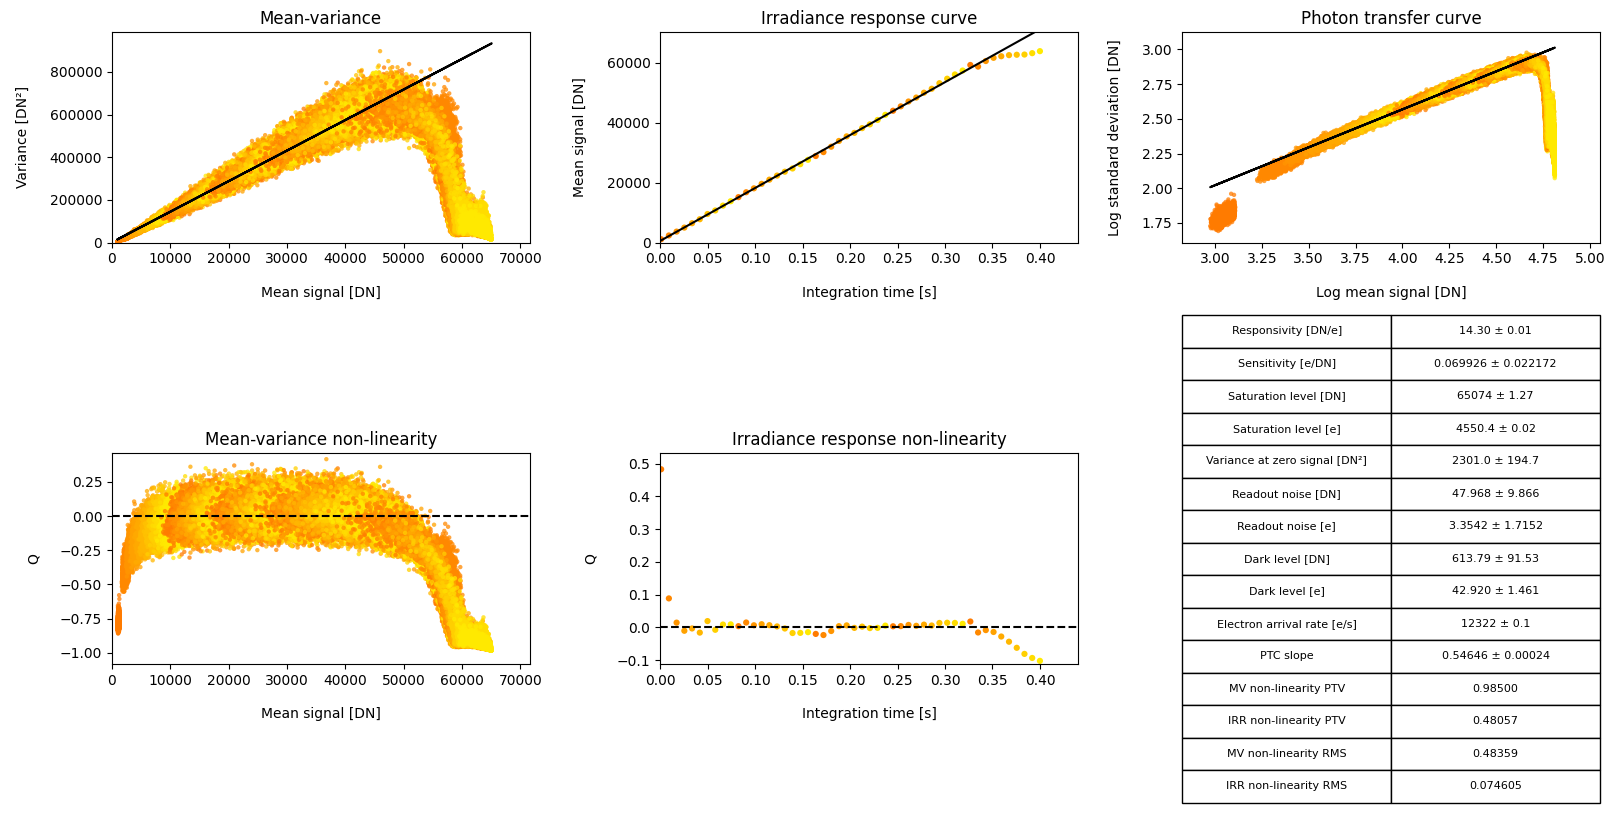 Mean-variance
Variance [DN²]
800000
600000
400000
200000
0
0 10000 20000 30000 40000 50000 60000 70000
Mean signal [DN]
Irradiance response curve
Mean signal [DN]
60000
40000
20000
0
0.00 0.05 0.10 0.15 0.20 0.25 0.30 0.35 0.40
Integration time [s]
Photon transfer curve
Log standard deviation [DN]
3.00
2.75
2.50
2.25
2.00
1.75
3.00 3.25 3.50 3.75 4.00 4.25 4.50 4.75 5.00
Log mean signal [DN]
Mean-variance non-linearity
Q
0.25
0.00
−0.25
−0.50
−0.75
−1.00
0 10000 20000 30000 40000 50000 60000 70000
Mean signal [DN]
Irradiance response non-linearity
Q
0.5
0.4
0.3
0.2
0.1
0.0
−0.1
0.00 0.05 0.10 0.15 0.20 0.25 0.30 0.35 0.40
Integration time [s]
Responsivity [DN/e] 14.30 ± 0.01
Sensitivity [e/DN] 0.069926 ± 0.022172
Saturation level [DN] 65074 ± 1.27
Saturation level [e] 4550.4 ± 0.02
Variance at zero signal [DN²] 2301.0 ± 194.7
Readout noise [DN] 47.968 ± 9.866
Readout noise [e] 3.3542 ± 1.7152
Dark level [DN] 613.79 ± 91.53
Dark level [e] 42.920 ± 1.461
Electron arrival rate [e/s] 12322 ± 0.1
PTC slope 0.54646 ± 0.00024
MV non-linearity PTV 0.98500
IRR non-linearity PTV 0.48057
MV non-linearity RMS 0.48359
IRR non-linearity RMS 0.074605